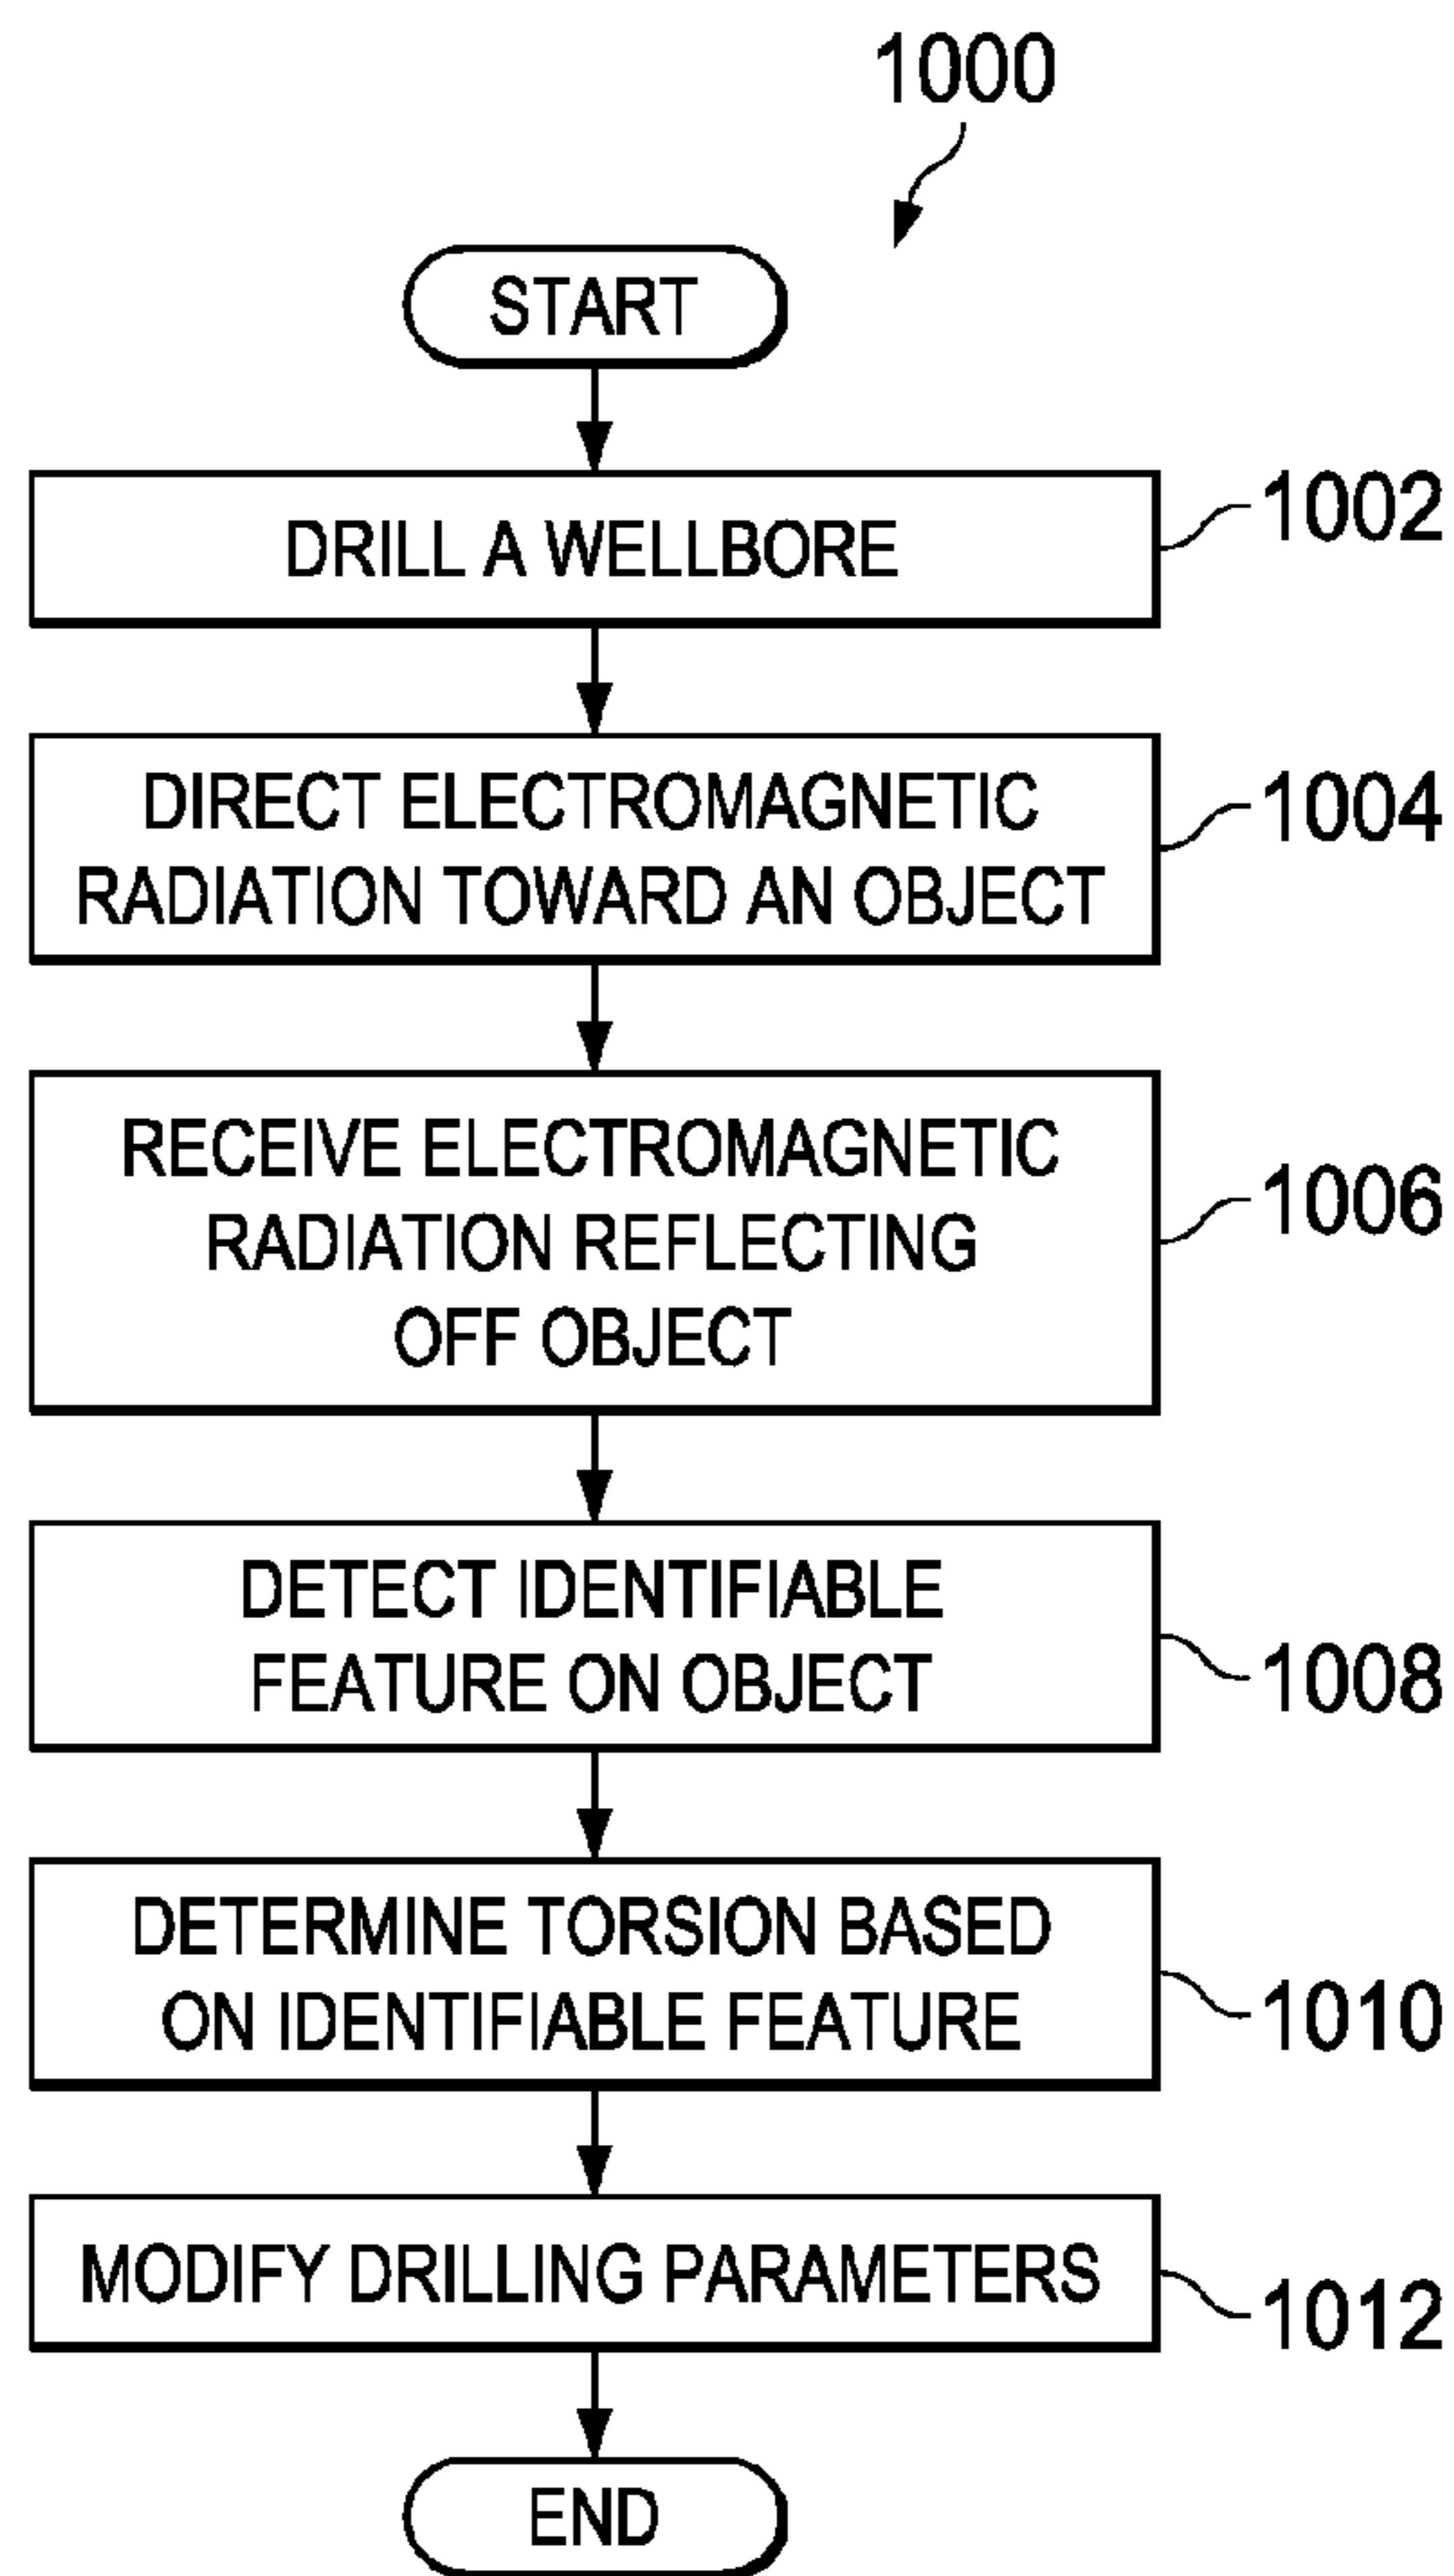 1000
START
DRILL A WELLBORE
1002
DIRECT ELECTROMAGNETIC
RADIATION TOWARD AN OBJECT
1004
RECEIVE ELECTROMAGNETIC
RADIATION REFLECTING
OFF OBJECT
1006
DETECT IDENTIFIABLE
FEATURE ON OBJECT
1008
DETERMINE TORSION BASED
ON IDENTIFIABLE FEATURE
1010
MODIFY DRILLING PARAMETERS
1012
END